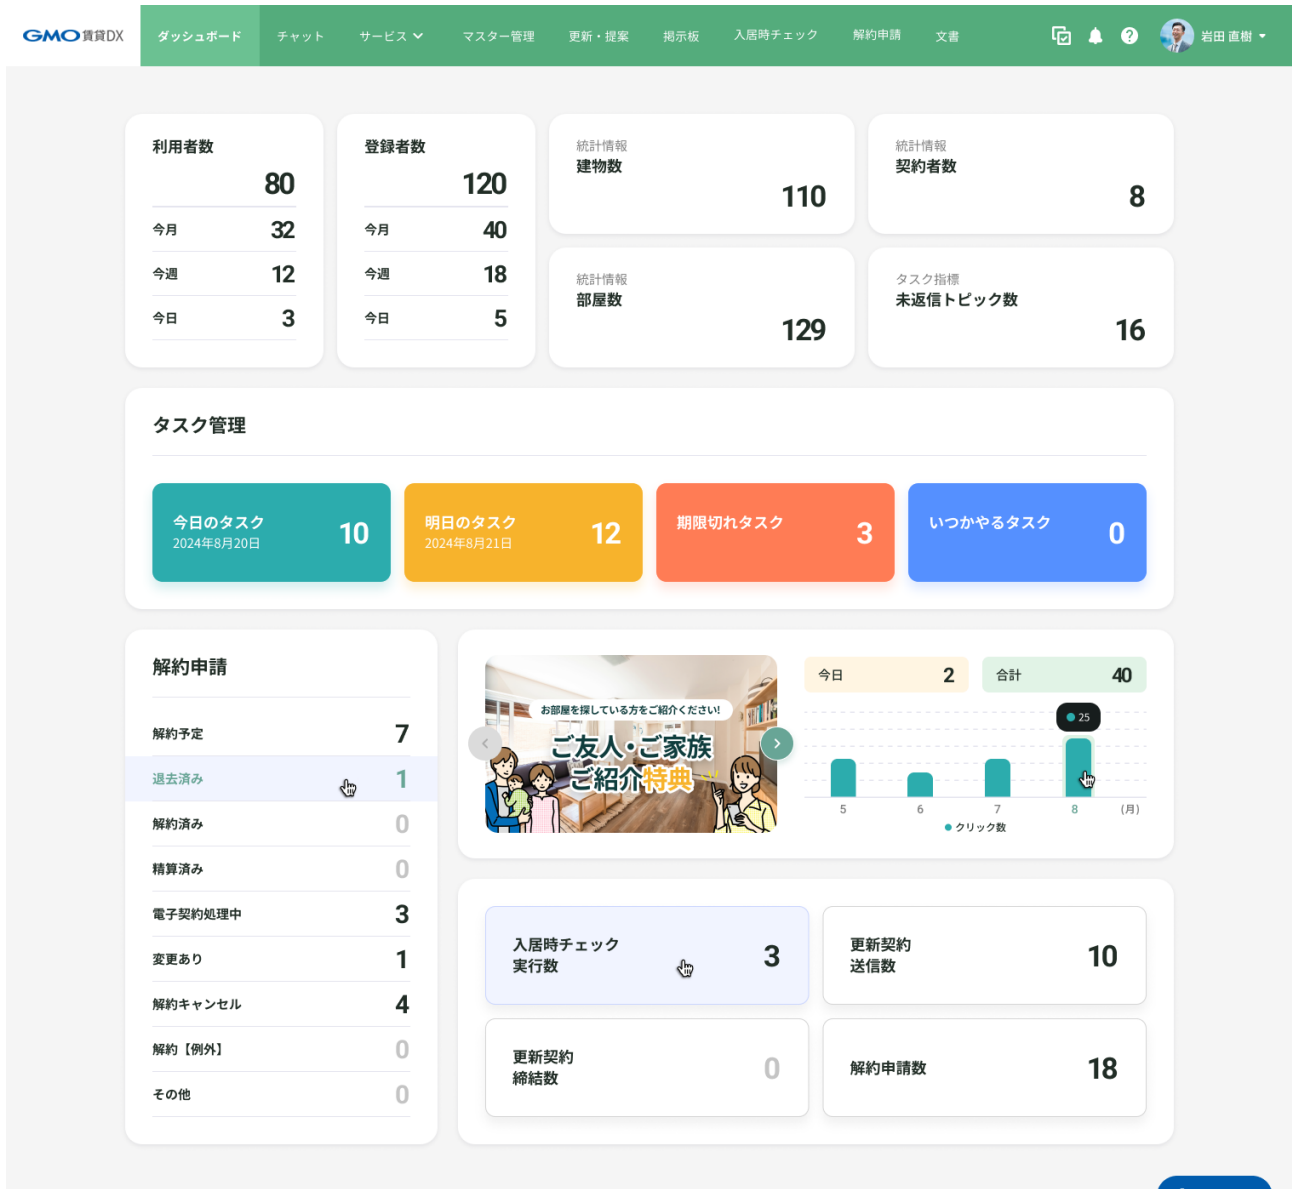 GMO賃貸DX
ダッシュボード
チャット
サービス
マスター管理
更新・提案
掲示板
入居時チェック
解約申請
文書
岩田 直樹
利用者数
80
今月 32
今週 12
今日 3
登録者数
120
今月 40
今週 18
今日 5
統計情報
建物数
110
統計情報
契約者数
8
統計情報
部屋数
129
タスク指標
未返信トピック数
16
タスク管理
今日のタスク
2024年8月20日
10
明日のタスク
2024年8月21日
12
期限切れタスク
3
いつかやるタスク
0
解約申請
解約予定 7
退去済み 1
解約済み 0
精算済み 0
電子契約処理中 3
変更あり 1
解約キャンセル 4
解約【例外】 0
その他 0
お部屋を探している方をご紹介ください!
ご友人・ご家族
ご紹介特典
今日 2
合計 40
25
5 6 7 8 (月)
クリック数
入居時チェック
実行数
3
更新契約
送信数
10
更新契約
締結数
0
解約申請数
18